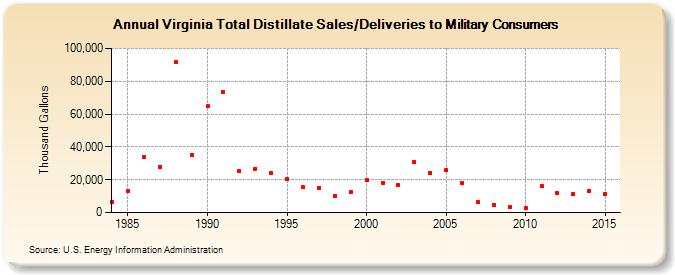 Annual Virginia Total Distillate Sales/Deliveries to Military Consumers
Thousand Gallons
100,000
80,000
60,000
40,000
20,000
0
1985 1990 1995 2000 2005 2010 2015
Source: U.S. Energy Information Administration